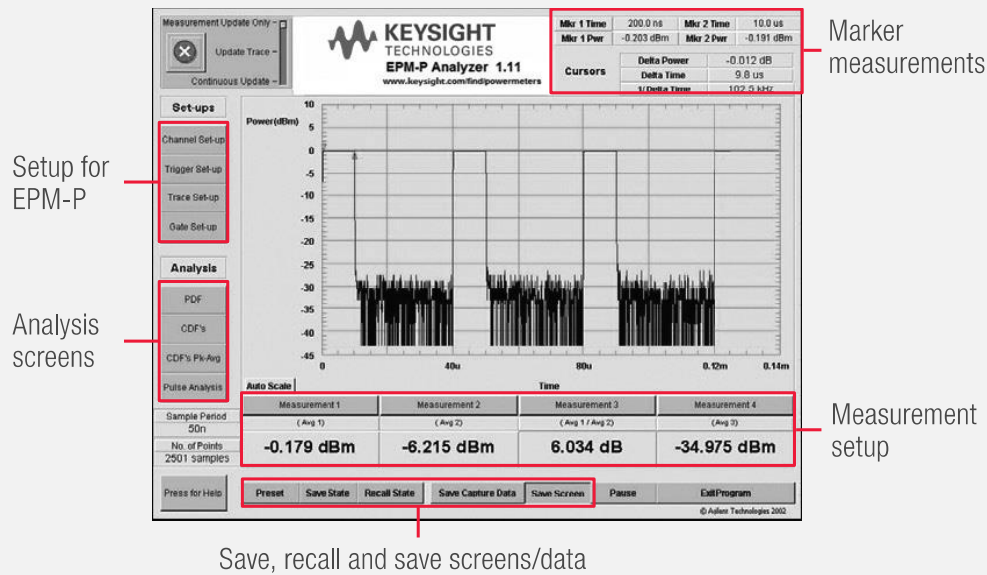 Measurement Update Only -
Update Trace -
Continuous Update -
KEYSIGHT
TECHNOLOGIES
EPM-P Analyzer 1.11
www.keysight.com/find/powermeters
Mkr 1 Time 200.0 ns Mkr 2 Time 10.0 us
Mkr 1 Pwr -0.203 dBm Mkr 2 Pwr -0.191 dBm
Cursors
Delta Power -0.012 dB
Delta Time 9.8 us
1/ Delta Time 102.5 kHz
Marker
measurements
Set-ups
Channel Set-up
Trigger Set-up
Trace Set-up
Gate Set-up
Setup for
EPM-P
Analysis
PDF
CDF's
CDF's Pk-Avg
Pulse Analysis
Analysis
screens
Power(dBm)
10
5
0
-5
-10
-15
-20
-25
-30
-35
-40
-45
0 40u 80u 0.12m 0.14m
Auto Scale
Time
Sample Period
50n
No. of Points
2501 samples
Measurement 1 Measurement 2 Measurement 3 Measurement 4
( Avg 1) ( Avg 2) ( Avg 1 / Avg 2) ( Avg 3)
-0.179 dBm -6.215 dBm 6.034 dB -34.975 dBm
Measurement
setup
Press for Help
Preset Save State Recall State Save Capture Data Save Screen Pause Exit Program
© Agilent Technologies 2002
Save, recall and save screens/data